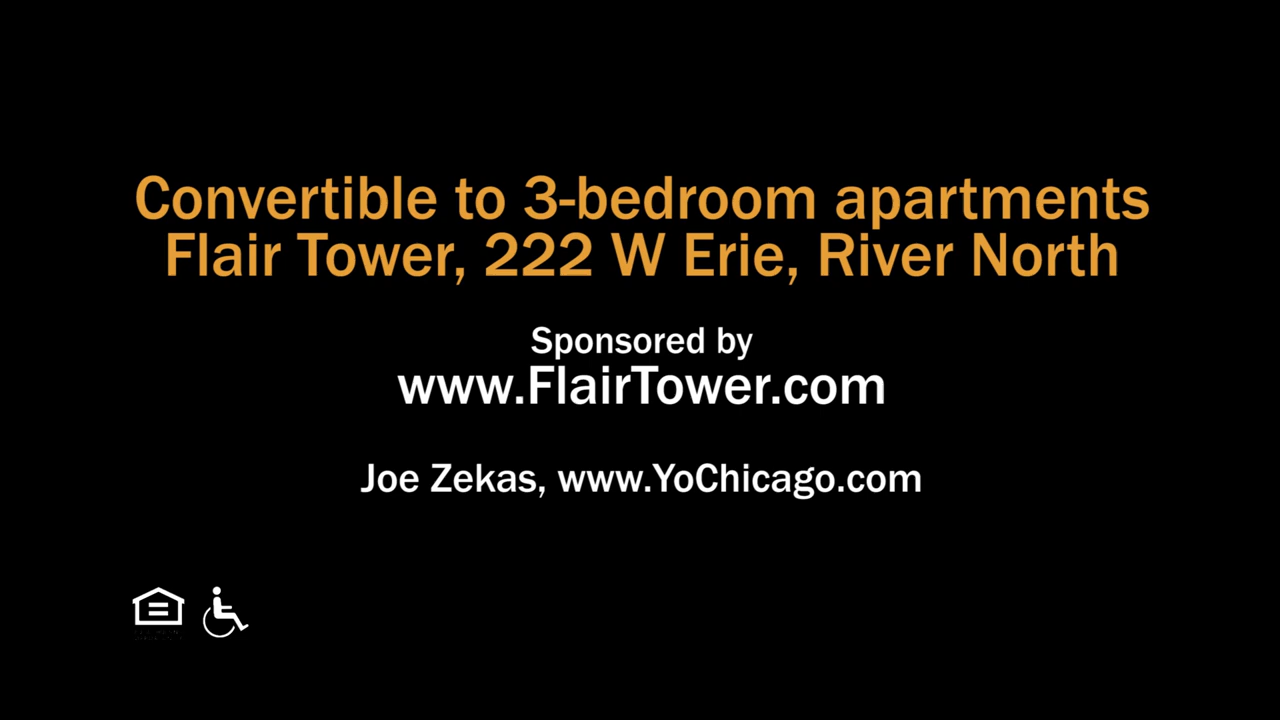 Convertible to 3-bedroom apartments
Flair Tower, 222 W Erie, River North
Sponsored by
www.FlairTower.com
Joe Zekas, www.YoChicago.com